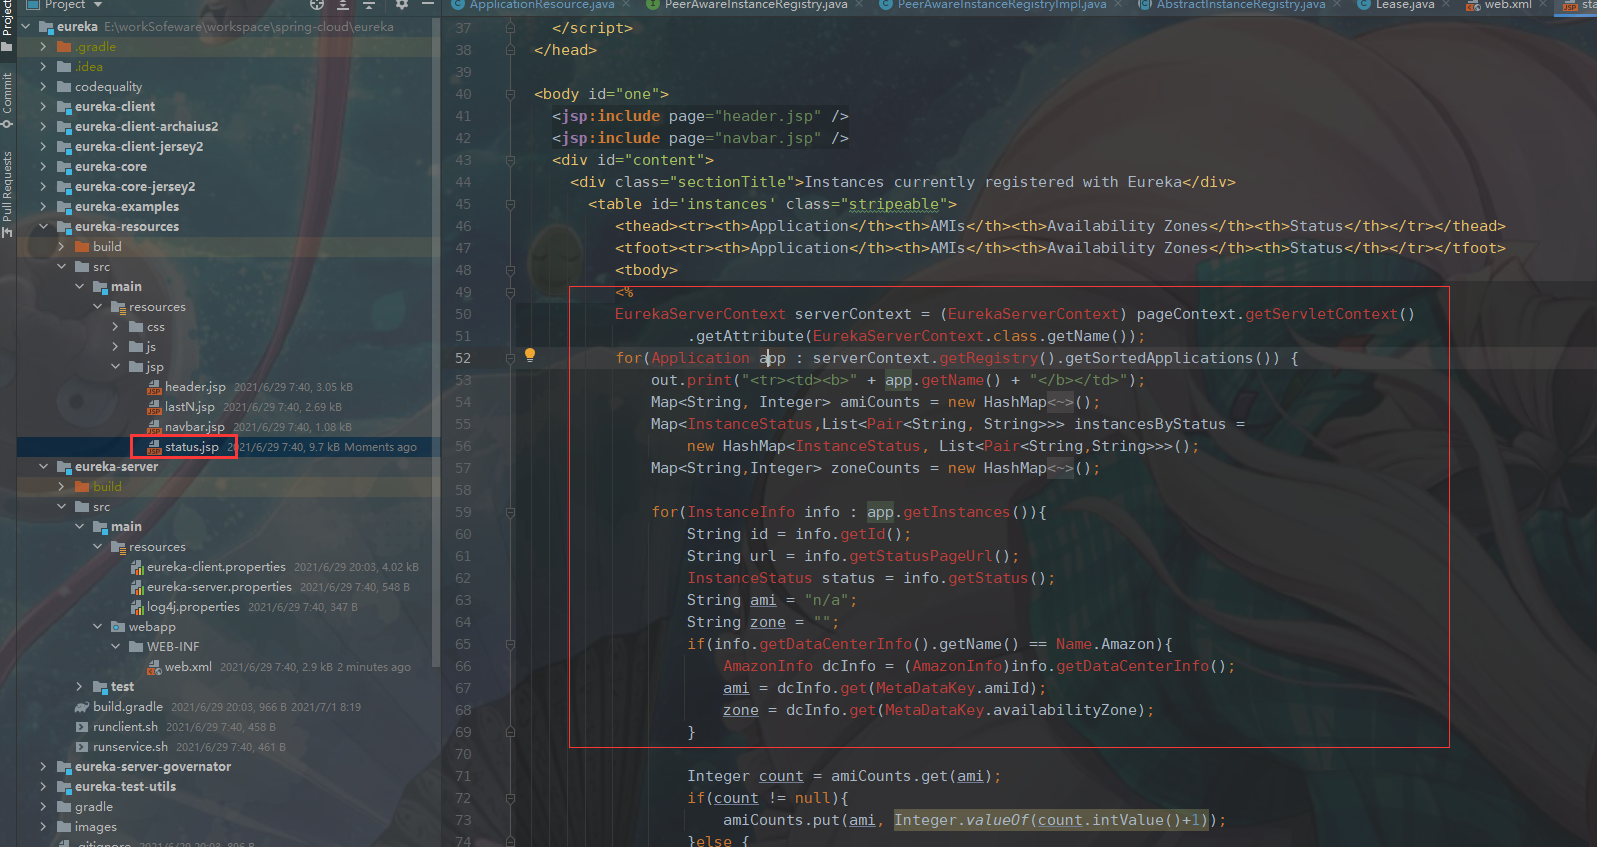 Project
ApplicationResource.java
PeerAwareInstanceRegistry.java
PeerAwareInstanceRegistryImpl.java
AbstractInstanceRegistry.java
Lease.java
web.xml
Project
Commit
Pull Requests
eureka E:\workSofeware\workspace\spring-cloud\eureka
.gradle
.idea
codequality
eureka-client
eureka-client-archaius2
eureka-client-jersey2
eureka-core
eureka-core-jersey2
eureka-examples
eureka-resources
build
src
main
resources
css
js
jsp
header.jsp 2021/6/29 7:40, 3.05 kB
lastN.jsp 2021/6/29 7:40, 2.69 kB
navbar.jsp 2021/6/29 7:40, 1.08 kB
status.jsp 2021/6/29 7:40, 9.7 kB Moments ago
eureka-server
build
src
main
resources
eureka-client.properties 2021/6/29 20:03, 4.02 kB
eureka-server.properties 2021/6/29 7:40, 548 B
log4j.properties 2021/6/29 7:40, 347 B
webapp
WEB-INF
web.xml 2021/6/29 7:40, 2.9 kB 2 minutes ago
test
build.gradle 2021/6/29 20:03, 966 B 2021/7/1 8:19
runclient.sh 2021/6/29 7:40, 458 B
runservice.sh 2021/6/29 7:40, 461 B
eureka-server-governator
eureka-test-utils
gradle
images
.gitignore 2021/6/29 20:03, 896 B
37 </script>
38 </head>
39
40 <body id="one">
41 <jsp:include page="header.jsp" />
42 <jsp:include page="navbar.jsp" />
43 <div id="content">
44 <div class="sectionTitle">Instances currently registered with Eureka</div>
45 <table id='instances' class="stripeable">
46 <thead><tr><th>Application</th><th>AMIs</th><th>Availability Zones</th><th>Status</th></tr></thead>
47 <tfoot><tr><th>Application</th><th>AMIs</th><th>Availability Zones</th><th>Status</th></tr></tfoot>
48 <tbody>
49 <%
50 EurekaServerContext serverContext = (EurekaServerContext) pageContext.getServletContext()
51 .getAttribute(EurekaServerContext.class.getName());
52 for(Application app : serverContext.getRegistry().getSortedApplications()) {
53 out.print("<tr><td><b>" + app.getName() + "</b></td>");
54 Map<String, Integer> amiCounts = new HashMap<~>();
55 Map<InstanceStatus,List<Pair<String, String>>> instancesByStatus =
56 new HashMap<InstanceStatus, List<Pair<String,String>>>();
57 Map<String,Integer> zoneCounts = new HashMap<~>();
58
59 for(InstanceInfo info : app.getInstances()){
60 String id = info.getId();
61 String url = info.getStatusPageUrl();
62 InstanceStatus status = info.getStatus();
63 String ami = "n/a";
64 String zone = "";
65 if(info.getDataCenterInfo().getName() == Name.Amazon){
66 AmazonInfo dcInfo = (AmazonInfo)info.getDataCenterInfo();
67 ami = dcInfo.get(MetaDataKey.amiId);
68 zone = dcInfo.get(MetaDataKey.availabilityZone);
69 }
70
71 Integer count = amiCounts.get(ami);
72 if(count != null){
73 amiCounts.put(ami, Integer.valueOf(count.intValue()+1));
74 }else {